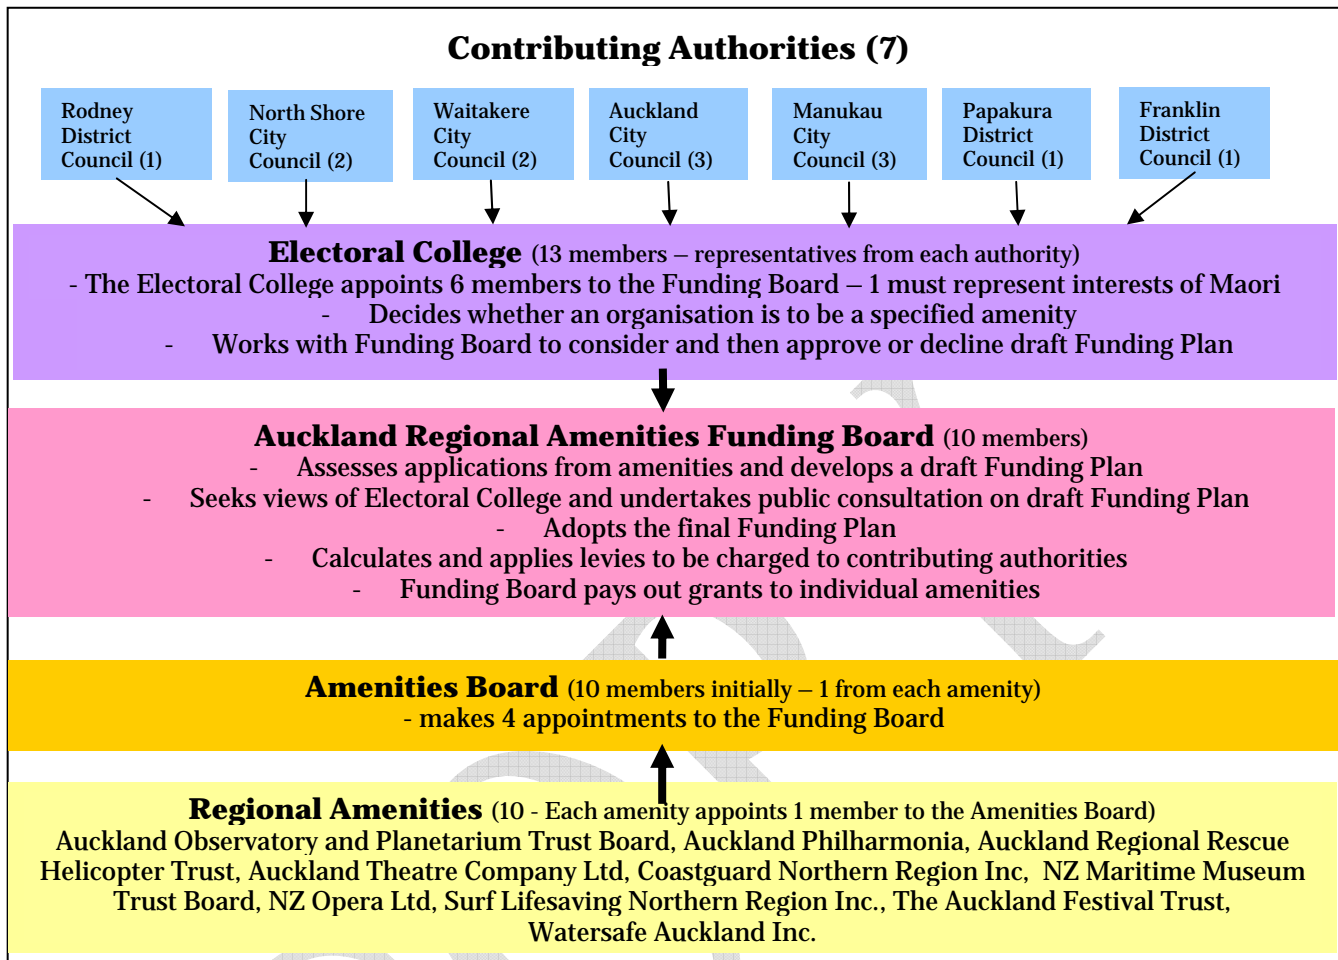 Contributing Authorities (7)
Rodney
District
Council (1)
North Shore
City
Council (2)
Waitakere
City
Council (2)
Auckland
City
Council (3)
Manukau
City
Council (3)
Papakura
District
Council (1)
Franklin
District
Council (1)
Electoral College (13 members – representatives from each authority)
- The Electoral College appoints 6 members to the Funding Board – 1 must represent interests of Maori
- Decides whether an organisation is to be a specified amenity
- Works with Funding Board to consider and then approve or decline draft Funding Plan
Auckland Regional Amenities Funding Board (10 members)
- Assesses applications from amenities and develops a draft Funding Plan
- Seeks views of Electoral College and undertakes public consultation on draft Funding Plan
- Adopts the final Funding Plan
- Calculates and applies levies to be charged to contributing authorities
- Funding Board pays out grants to individual amenities
Amenities Board (10 members initially – 1 from each amenity)
- makes 4 appointments to the Funding Board
Regional Amenities (10 - Each amenity appoints 1 member to the Amenities Board)
Auckland Observatory and Planetarium Trust Board, Auckland Philharmonia, Auckland Regional Rescue
Helicopter Trust, Auckland Theatre Company Ltd, Coastguard Northern Region Inc, NZ Maritime Museum
Trust Board, NZ Opera Ltd, Surf Lifesaving Northern Region Inc., The Auckland Festival Trust,
Watersafe Auckland Inc.